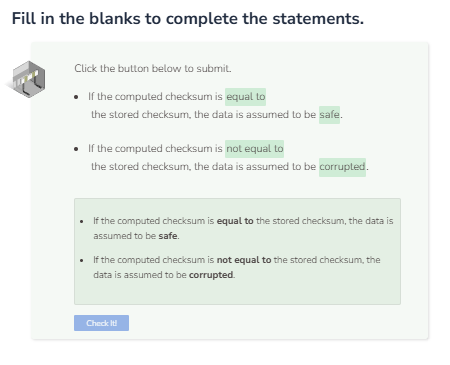 Fill in the blanks to complete the statements.
Click the button below to submit.
• If the computed checksum is equal to
the stored checksum, the data is assumed to be safe.
• If the computed checksum is not equal to
the stored checksum, the data is assumed to be corrupted.
• If the computed checksum is equal to the stored checksum, the data is
assumed to be safe.
• If the computed checksum is not equal to the stored checksum, the
data is assumed to be corrupted.
Check It!